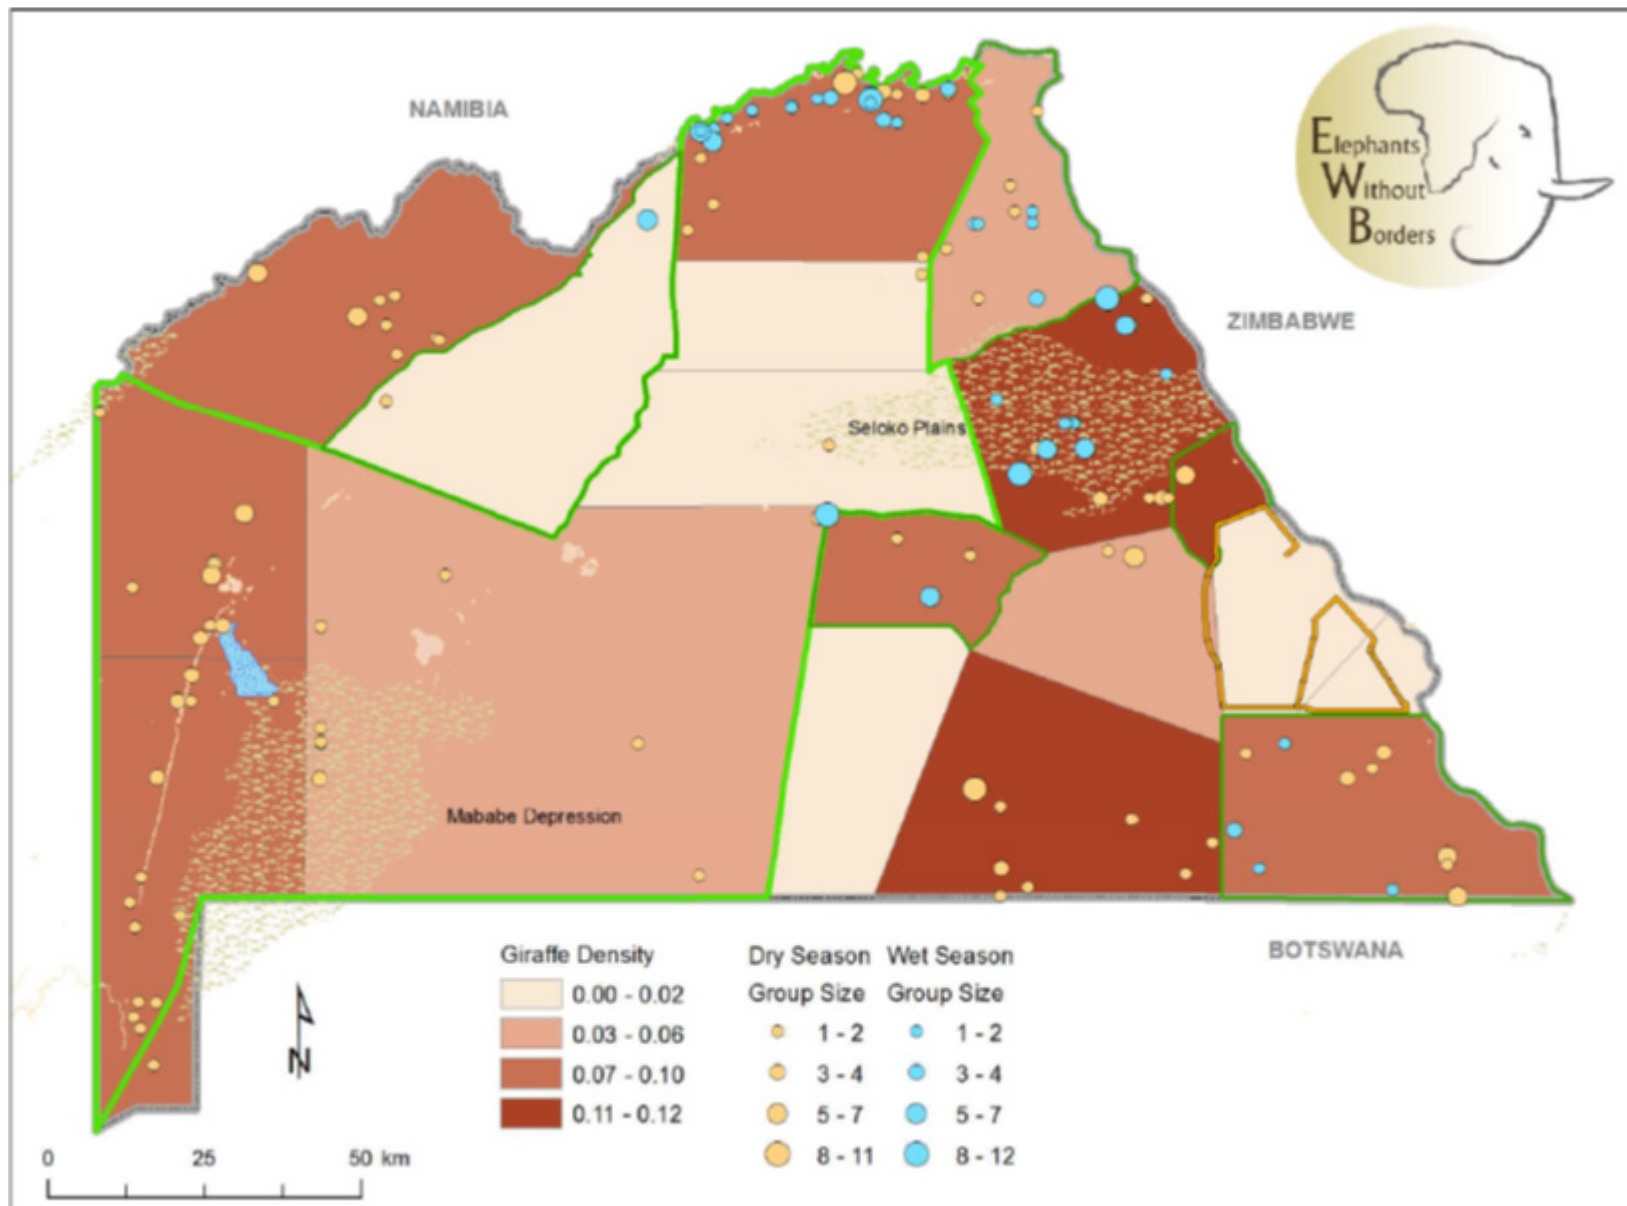 NAMIBIA
Elephants
Without
Borders
ZIMBABWE
Seloko Plains
Mababe Depression
BOTSWANA
Giraffe Density
0.00 - 0.02
0.03 - 0.06
0.07 - 0.10
0.11 - 0.12
Dry Season Wet Season
Group Size Group Size
1 - 2 1 - 2
3 - 4 3 - 4
5 - 7 5 - 7
8 - 11 8 - 12
N
0 25 50 km